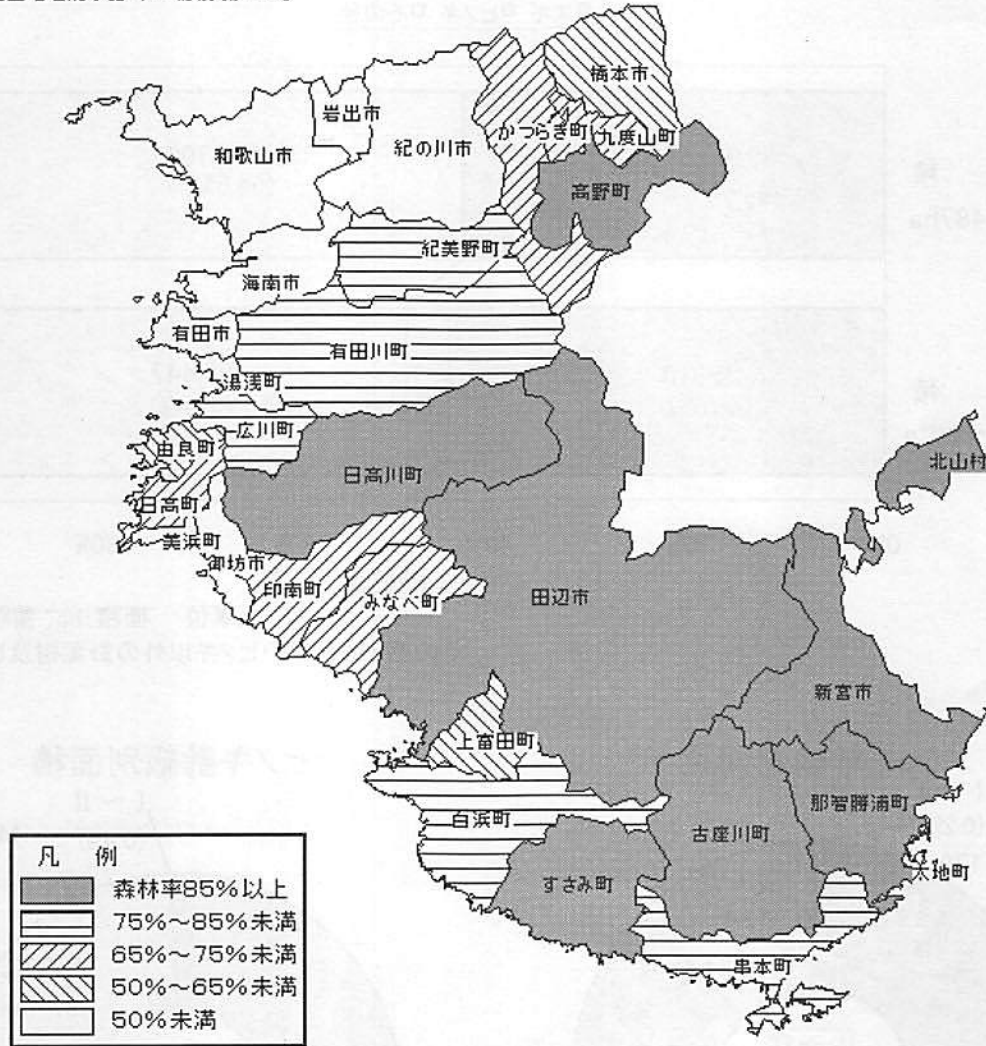 橋本市
岩出市
かつらぎ町
九度山町
和歌山市
紀の川市
高野町
紀美野町
海南市
有田市
有田川町
湯浅町
広川町
由良町
日高川町
北山村
日高町
美浜町
御坊市
印南町
みなべ町
田辺市
新宮市
上富田町
那智勝浦町
白浜町
古座川町
すさみ町
太地町
串本町
凡 例
森林率85%以上
75%~85%未満
65%~75%未満
50%~65%未満
50%未満